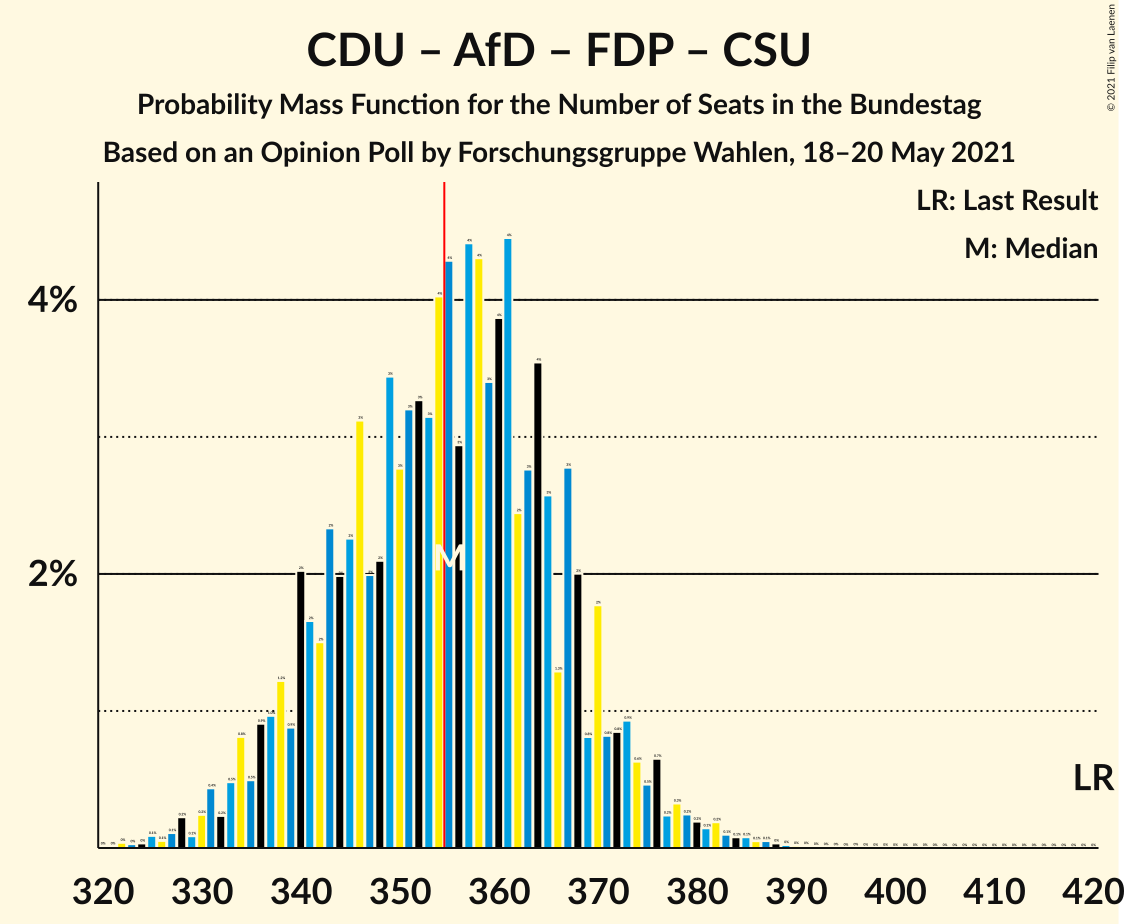 CDU – AfD – FDP – CSU
Probability Mass Function for the Number of Seats in the Bundestag
Based on an Opinion Poll by Forschungsgruppe Wahlen, 18–20 May 2021
© 2021 Filip van Laenen
LR: Last Result
M: Median
4%
2%
M
LR
320 330 340 350 360 370 380 390 400 410 420